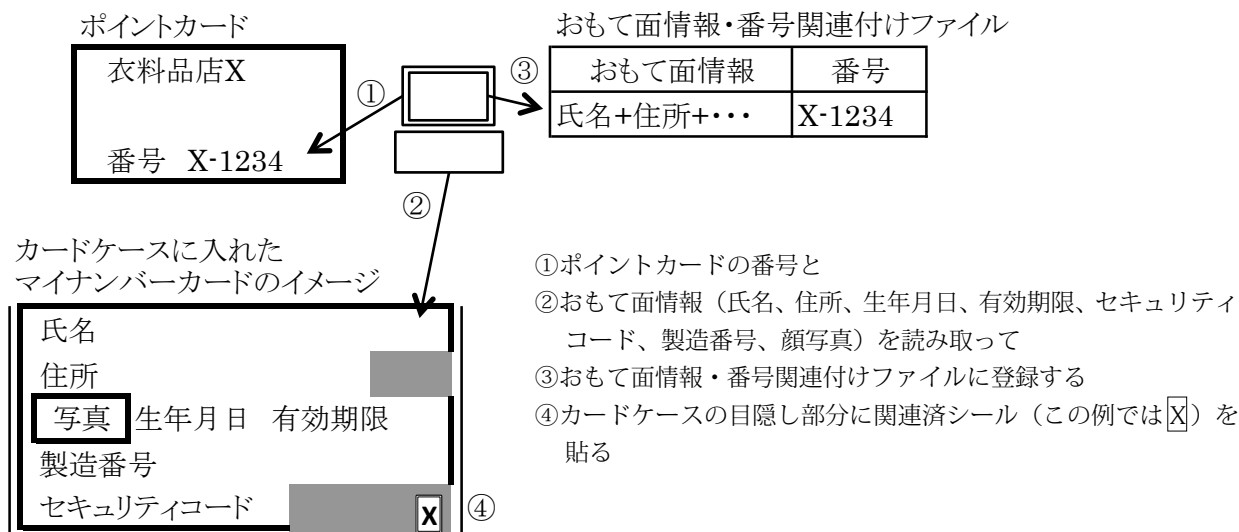 ポイントカード
衣料品店X
番号 X-1234
①
②
③
おもて面情報・番号関連付けファイル
おもて面情報 番号
氏名+住所+・・・ X-1234
カードケースに入れた
マイナンバーカードのイメージ
氏名
住所
写真 生年月日 有効期限
製造番号
セキュリティコード X ④
①ポイントカードの番号と
②おもて面情報（氏名、住所、生年月日、有効期限、セキュリティ
コード、製造番号、顔写真）を読み取って
③おもて面情報・番号関連付けファイルに登録する
④カードケースの目隠し部分に関連済シール（この例ではX）を
貼る